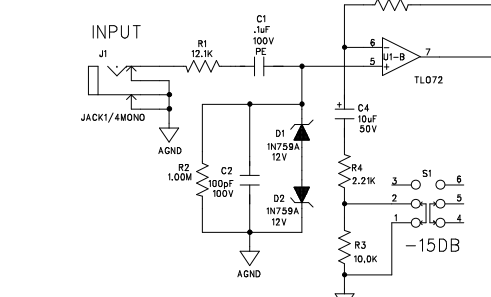 INPUT
J1
JACK1/4MONO
AGND
R1
12.1K
C1
.1uF
100V
PE
R2
1.00M
C2
100pF
100V
D1
1N759A
12V
D2
1N759A
12V
AGND
6
5
7
−
+
U1-B
TL072
+
C4
10uF
50V
R4
2.21K
R3
10.0K
S1
3
6
2
5
1
4
-15DB